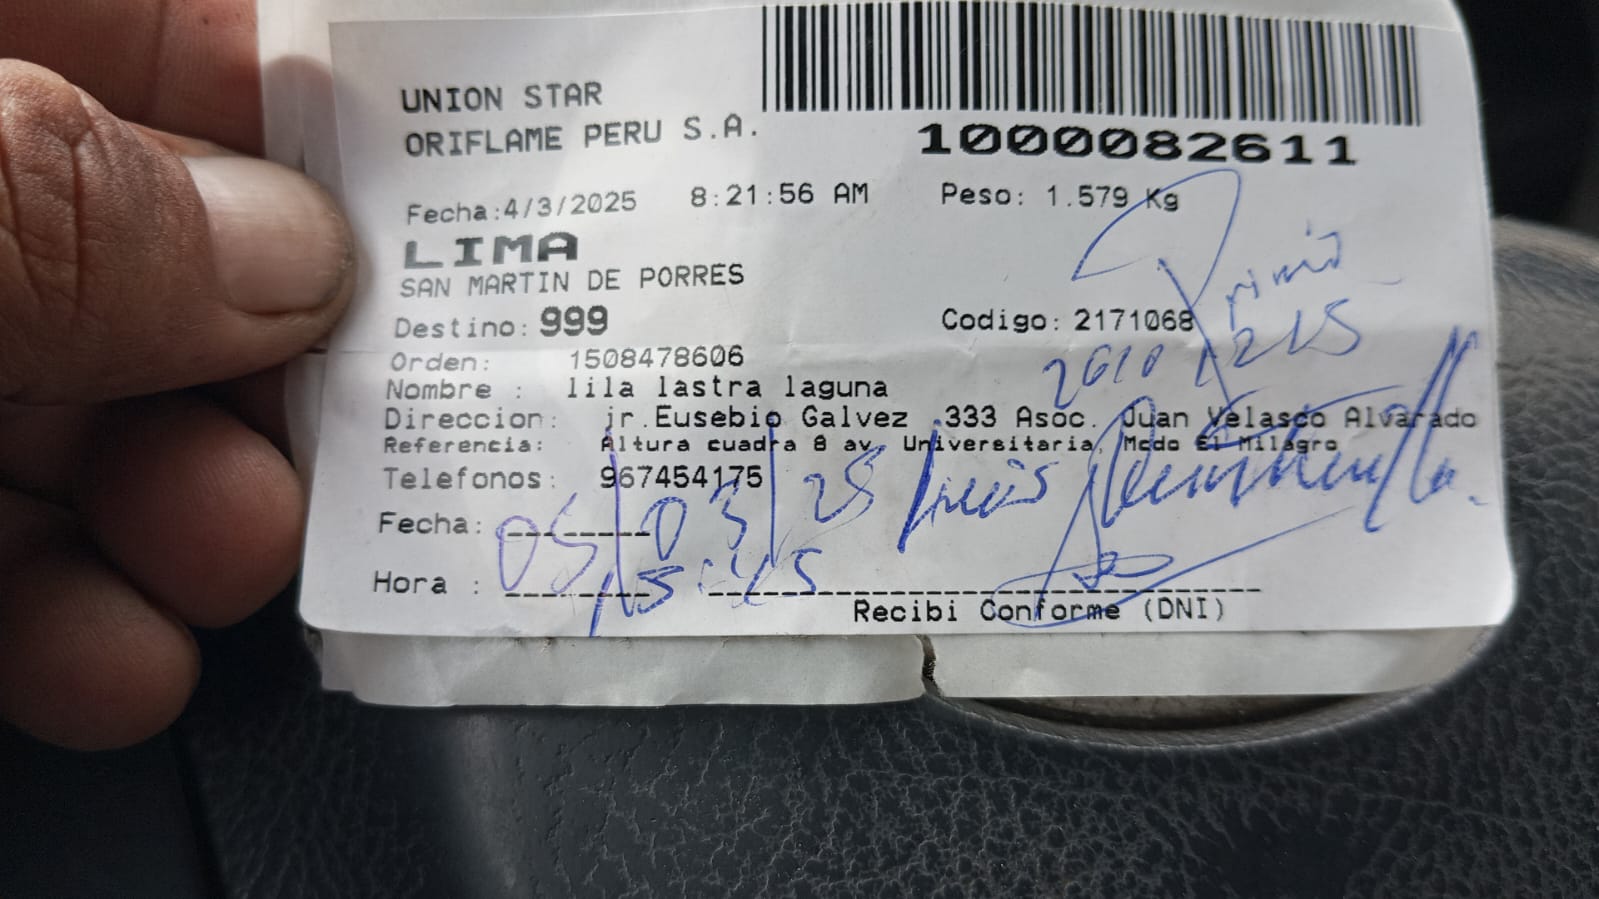 UNION STAR
ORIFLAME PERU S.A.
1000082611
Fecha:4/3/2025 8:21:56 AM Peso: 1.579 Kg
LIMA
SAN MARTIN DE PORRES
Destino: 999 Codigo: 2171068
Orden: 1508478606
Nombre : lila lastra laguna
Direccion: jr.Eusebio Galvez .333 Asoc. Juan Velasco Alvarado
Referencia: Altura cuadra 8 av. Universitaria, Mcdo El Milagro
Telefonos: 967454175
Fecha: 05/03/25 Luis
Hora : 15:45
Recibi Conforme (DNI)